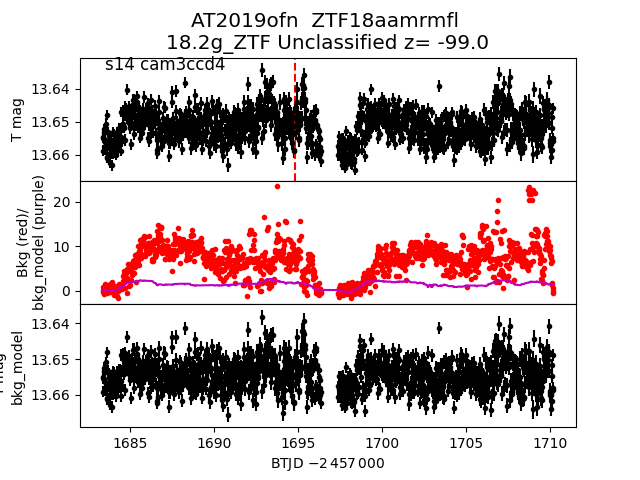 AT2019ofn  ZTF18aamrmfl
18.2g_ZTF Unclassified z= -99.0
s14 cam3ccd4
T mag
13.64
13.65
13.66
Bkg (red)/
bkg_model (purple)
20
10
0
bkg_model
13.64
13.65
13.66
1685
1690
1695
1700
1705
1710
BTJD −2 457 000